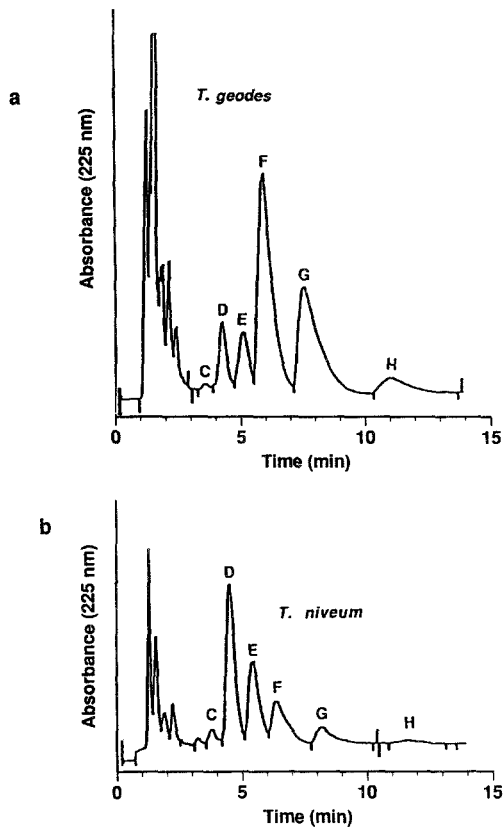 a
T. geodes
Absorbance (225 nm)
C
D
E
F
G
H
0 5 10 15
Time (min)
b
T. niveum
Absorbance (225 nm)
C
D
E
F
G
H
0 5 10 15
Time (min)